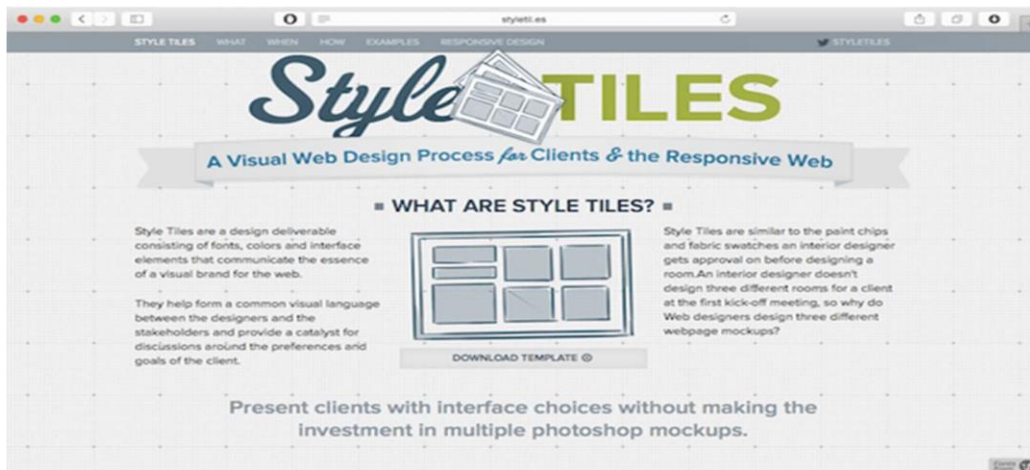 styletil.es
STYLE TILES WHAT WHEN HOW EXAMPLES RESPONSIVE DESIGN STYLETILES
Style TILES
A Visual Web Design Process for Clients & the Responsive Web
WHAT ARE STYLE TILES?
Style Tiles are a design deliverable
consisting of fonts, colors and interface
elements that communicate the essence
of a visual brand for the web.
They help form a common visual language
between the designers and the
stakeholders and provide a catalyst for
discussions around the preferences and
goals of the client.
DOWNLOAD TEMPLATE
Style Tiles are similar to the paint chips
and fabric swatches an interior designer
gets approval on before designing a
room.An interior designer doesn't
design three different rooms for a client
at the first kick-off meeting, so why do
Web designers design three different
webpage mockups?
Present clients with interface choices without making the
investment in multiple photoshop mockups.